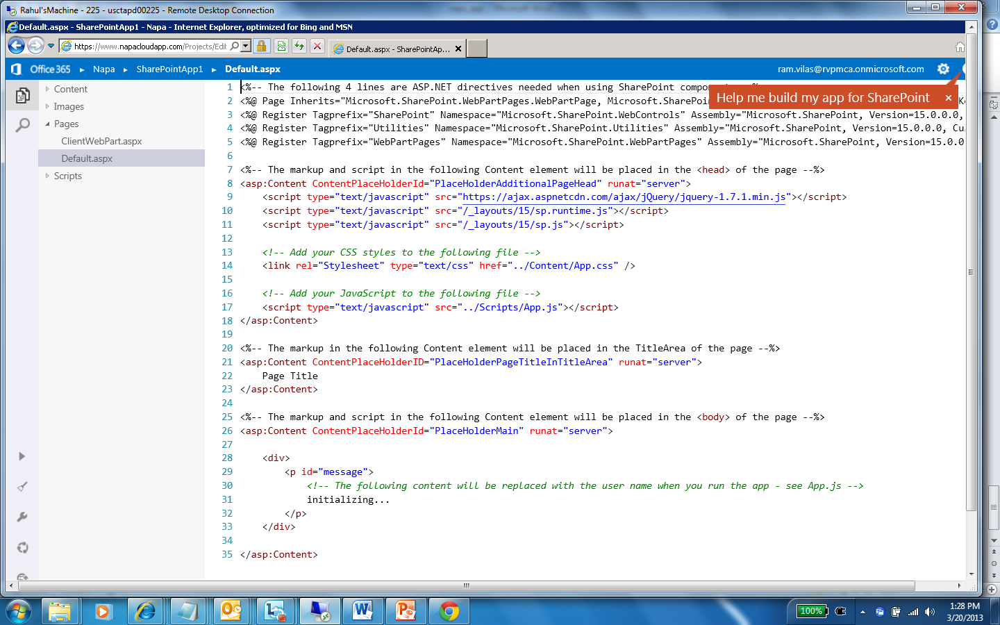 Rahul'sMachine - 225 - usctapd00225 - Remote Desktop Connection
Default.aspx - SharePointApp1 - Napa - Internet Explorer, optimized for Bing and MSN
https://www.napacloudapp.com/Projects/Edit
Default.aspx - SharePointAp...
Office 365 Napa SharePointApp1 Default.aspx
ram.vilas@rvpmca.onmicrosoft.com
Help me build my app for SharePoint ×
Content
Images
Pages
ClientWebPart.aspx
Default.aspx
Scripts
1 <%-- The following 4 lines are ASP.NET directives needed when using SharePoint
2 <%@ Page Inherits="Microsoft.SharePoint.WebPartPages.WebPartPage, Microsoft.SharePoi
3 <%@ Register Tagprefix="SharePoint" Namespace="Microsoft.SharePoint.WebControls" Assembly="Microsoft.SharePoint, Version=15.0.0.0,
4 <%@ Register Tagprefix="Utilities" Namespace="Microsoft.SharePoint.Utilities" Assembly="Microsoft.SharePoint, Version=15.0.0.0, Cu
5 <%@ Register Tagprefix="WebPartPages" Namespace="Microsoft.SharePoint.WebPartPages" Assembly="Microsoft.SharePoint, Version=15.0.0
6
7 <%-- The markup and script in the following Content element will be placed in the <head> of the page --%>
8 <asp:Content ContentPlaceHolderId="PlaceHolderAdditionalPageHead" runat="server">
9 <script type="text/javascript" src="https://ajax.aspnetcdn.com/ajax/jQuery/jquery-1.7.1.min.js"></script>
10 <script type="text/javascript" src="/_layouts/15/sp.runtime.js"></script>
11 <script type="text/javascript" src="/_layouts/15/sp.js"></script>
12
13 <!-- Add your CSS styles to the following file -->
14 <link rel="Stylesheet" type="text/css" href="../Content/App.css" />
15
16 <!-- Add your JavaScript to the following file -->
17 <script type="text/javascript" src="../Scripts/App.js"></script>
18 </asp:Content>
19
20 <%-- The markup in the following Content element will be placed in the TitleArea of the page --%>
21 <asp:Content ContentPlaceHolderID="PlaceHolderPageTitleInTitleArea" runat="server">
22 Page Title
23 </asp:Content>
24
25 <%-- The markup and script in the following Content element will be placed in the <body> of the page --%>
26 <asp:Content ContentPlaceHolderId="PlaceHolderMain" runat="server">
27
28 <div>
29 <p id="message">
30 <!-- The following content will be replaced with the user name when you run the app - see App.js -->
31 initializing...
32 </p>
33 </div>
34
35 </asp:Content>
100%
1:28 PM
3/20/2013